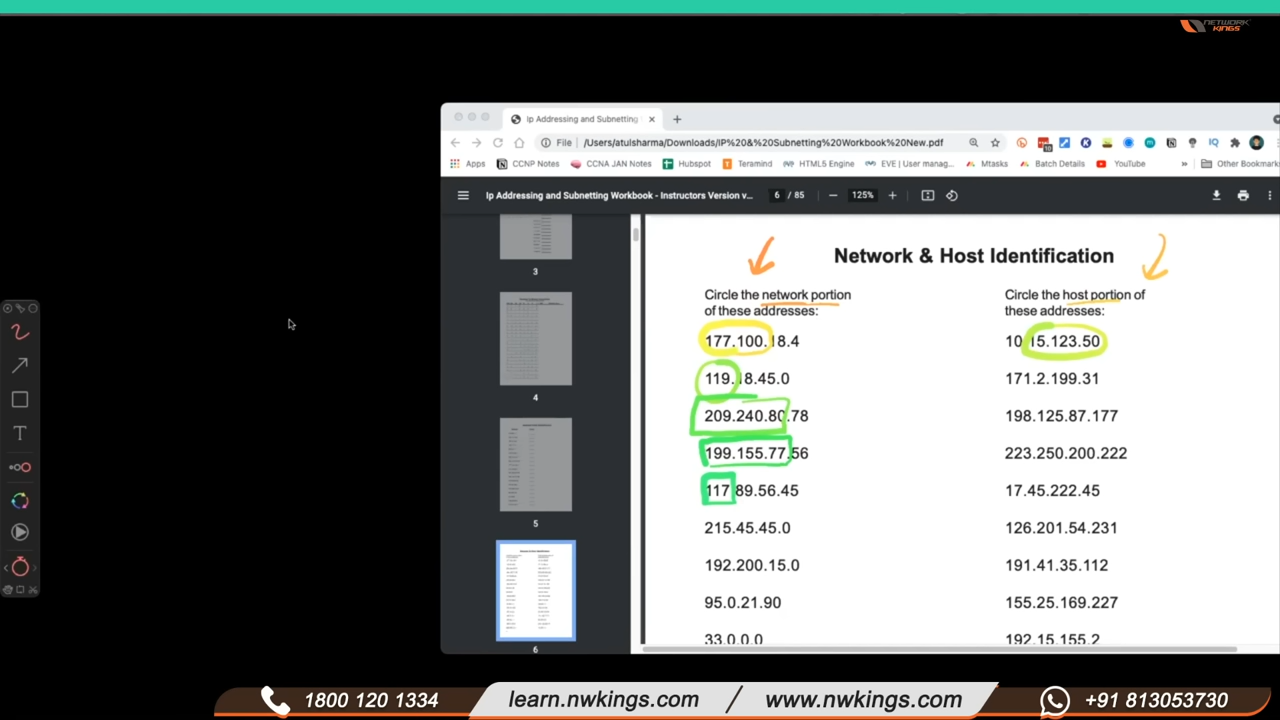 NETWORK
KINGS
Ip Addressing and Subnetting
File
/Users/atulsharma/Downloads/IP%20&%20Subnetting%20Workbook%20New.pdf
Apps
CCNP Notes
CCNA JAN Notes
Hubspot
Teramind
HTML5 Engine
EVE | User manag...
Mtasks
Batch Details
YouTube
»
Other Bookmark
Ip Addressing and Subnetting Workbook - Instructors Version v...
6 / 85
125%
3
4
5
6
Network & Host Identification
Circle the network portion
of these addresses:
177.100.18.4
119.18.45.0
209.240.80.78
199.155.77.56
117.89.56.45
215.45.45.0
192.200.15.0
95.0.21.90
33.0.0.0
Circle the host portion of
these addresses:
10.15.123.50
171.2.199.31
198.125.87.177
223.250.200.222
17.45.222.45
126.201.54.231
191.41.35.112
155.25.169.227
192.15.155.2
T
1800 120 1334
learn.nwkings.com / www.nwkings.com
+91 813053730